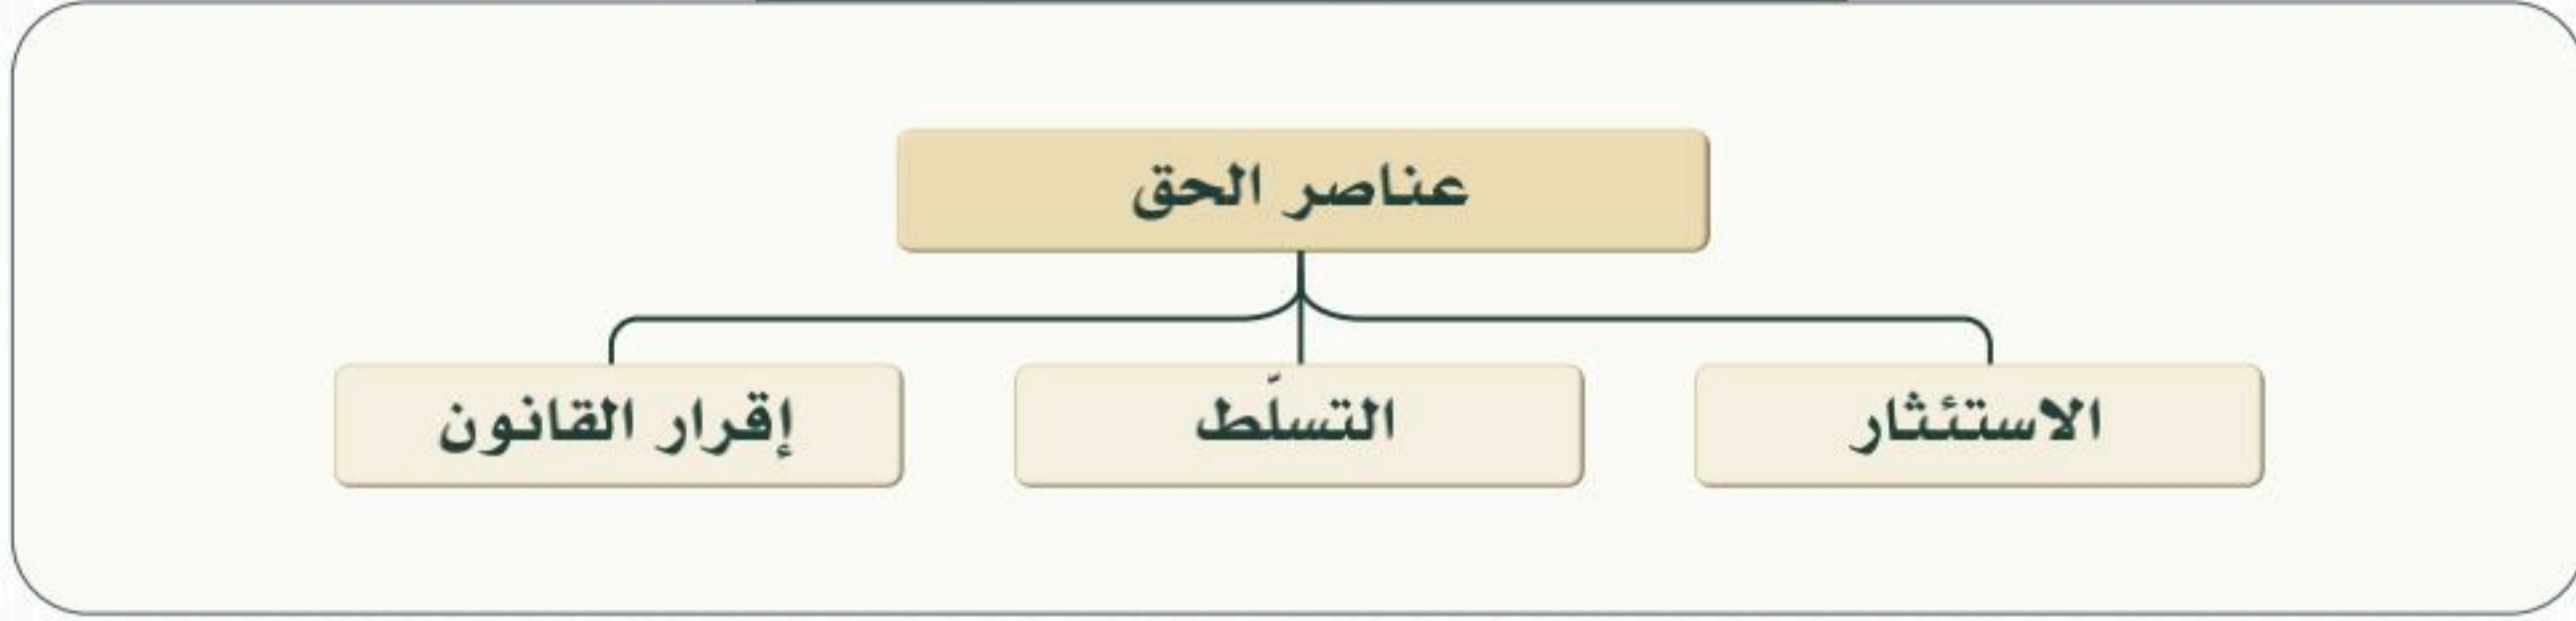 عناصر الحق
الاستئثار
التسلَّط
إقرار القانون